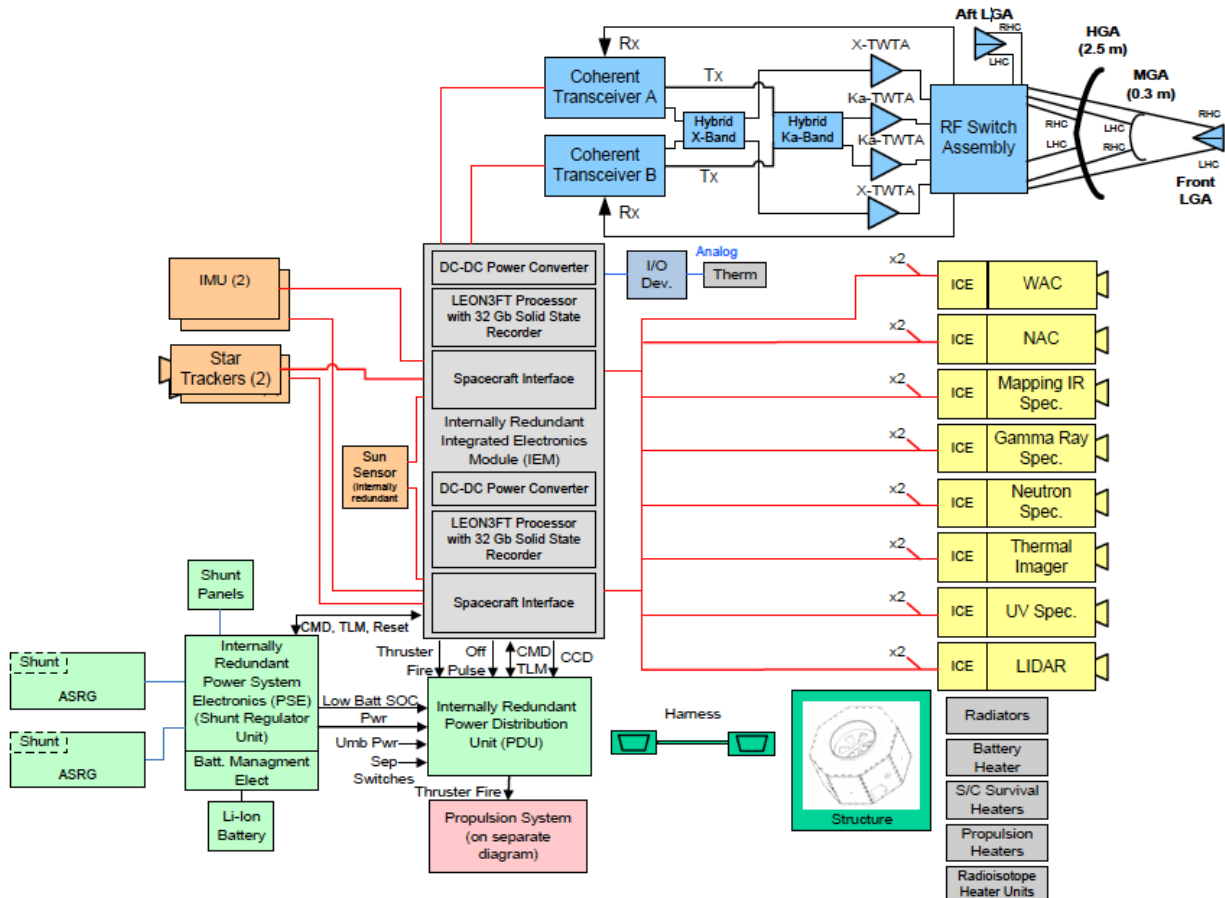 Aft LGA
RHC
LHC
HGA
(2.5 m)
MGA
(0.3 m)
X-TWTA
Rx
Coherent
Transceiver A
Tx
Ka-TWTA
Hybrid
X-Band
Hybrid
Ka-Band
RF Switch
Assembly
RHC
LHC
LHC
RHC
RHC
LHC
Front
LGA
Ka-TWTA
Coherent
Transceiver B
Tx
X-TWTA
Rx
IMU (2)
Star
Trackers (2)
Sun
Sensor
(Internally
redundant
DC-DC Power Converter
LEON3FT Processor
with 32 Gb Solid State
Recorder
Spacecraft Interface
Internally Redundant
Integrated Electronics
Module (IEM)
DC-DC Power Converter
LEON3FT Processor
with 32 Gb Solid State
Recorder
Spacecraft Interface
I/O
Dev.
Analog
Therm
x2
ICE
WAC
x2
ICE
NAC
x2
ICE
Mapping IR
Spec.
x2
ICE
Gamma Ray
Spec.
x2
ICE
Neutron
Spec.
x2
ICE
Thermal
Imager
x2
ICE
UV Spec.
x2
ICE
LIDAR
Shunt
Panels
CMD, TLM, Reset
Shunt
ASRG
Shunt
ASRG
Internally
Redundant
Power System
Electronics (PSE)
(Shunt Regulator
Unit)
Batt. Managment
Elect
Li-Ion
Battery
Thruster
Fire
Off
Pulse
CMD
TLM
CCD
Low Batt SOC
Pwr
Umb Pwr
Sep
Switches
Internally Redundant
Power Distribution
Unit (PDU)
Thruster Fire
Propulsion System
(on separate
diagram)
Harness
Structure
Radiators
Battery
Heater
S/C Survival
Heaters
Propulsion
Heaters
Radioisotope
Heater Units